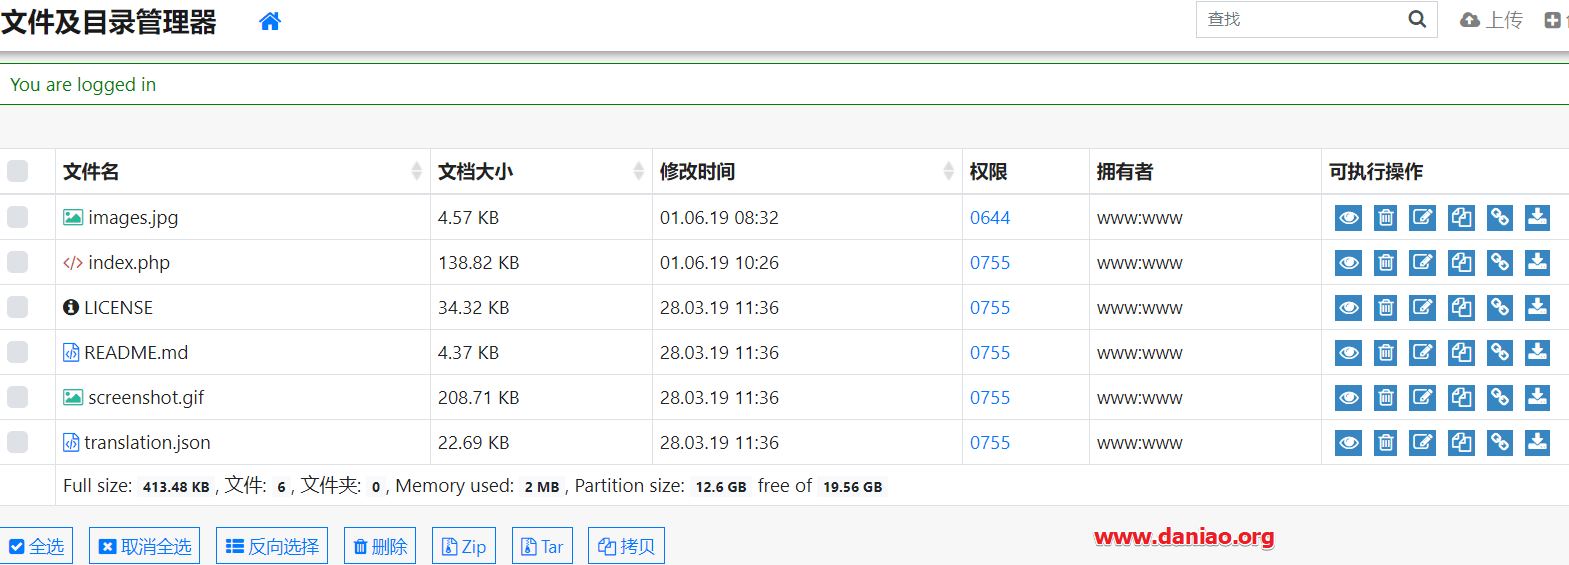 文件及目录管理器 查找 上传
You are logged in
文件名 文档大小 修改时间 权限 拥有者 可执行操作
images.jpg 4.57 KB 01.06.19 08:32 0644 www:www
index.php 138.82 KB 01.06.19 10:26 0755 www:www
LICENSE 34.32 KB 28.03.19 11:36 0755 www:www
README.md 4.37 KB 28.03.19 11:36 0755 www:www
screenshot.gif 208.71 KB 28.03.19 11:36 0755 www:www
translation.json 22.69 KB 28.03.19 11:36 0755 www:www
Full size: 413.48 KB , 文件: 6 , 文件夹: 0 , Memory used: 2 MB , Partition size: 12.6 GB free of 19.56 GB
全选 取消全选 反向选择 删除 Zip Tar 拷贝
www.daniao.org